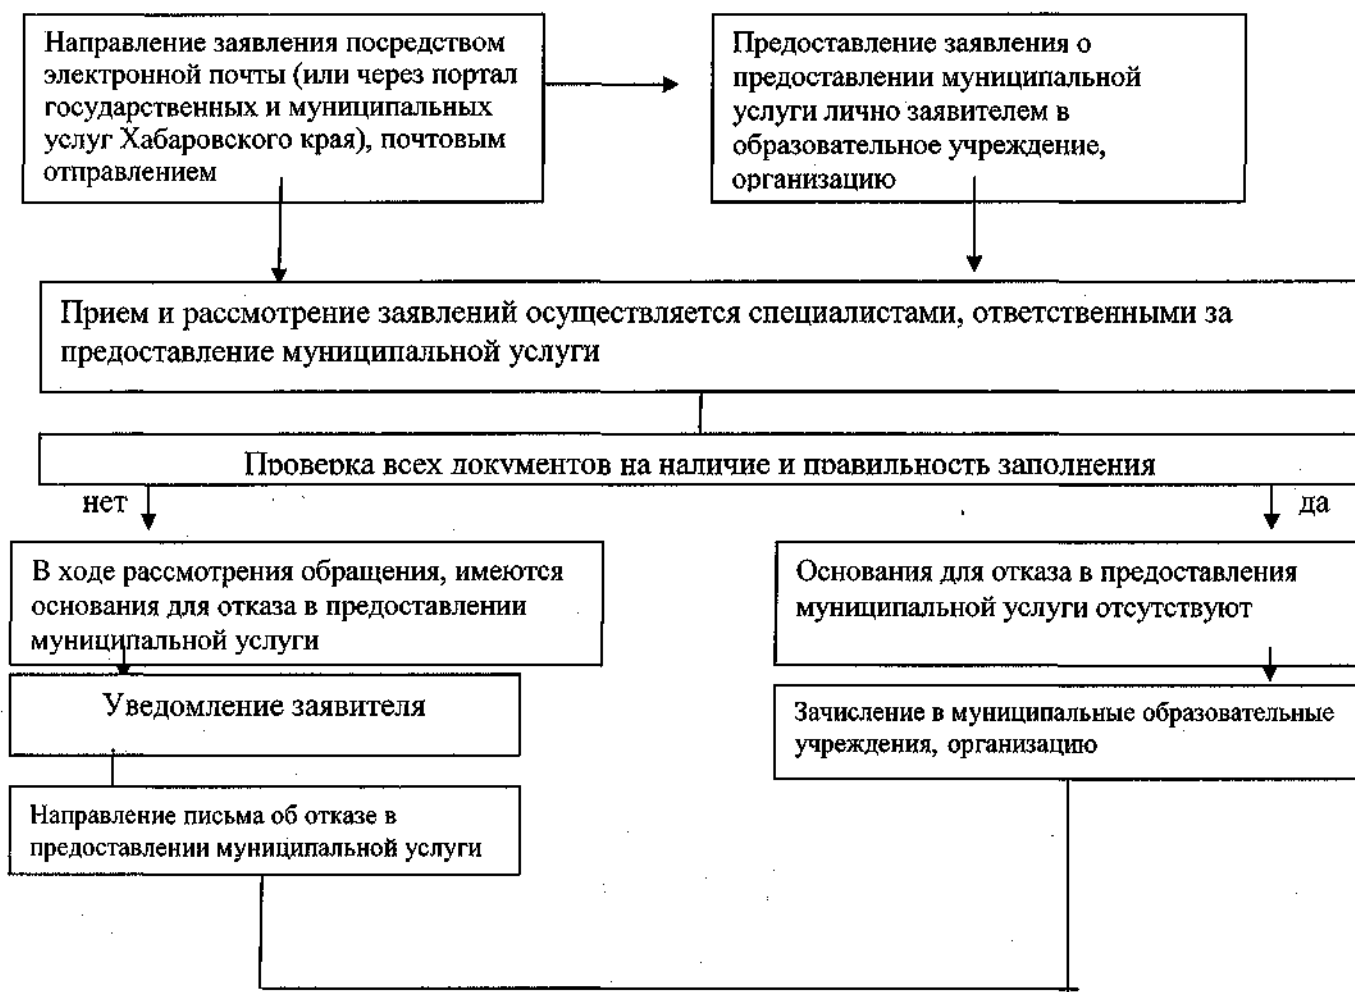 Направление заявления посредством
электронной почты (или через портал
государственных и муниципальных
услуг Хабаровского края), почтовым
отправлением
Предоставление заявления о
предоставлении муниципальной
услуги лично заявителем в
образовательное учреждение,
организацию
Прием и рассмотрение заявлений осуществляется специалистами, ответственными за
предоставление муниципальной услуги
Проверка всех документов на наличие и правильность заполнения
нет
да
В ходе рассмотрения обращения, имеются
основания для отказа в предоставлении
муниципальной услуги
Основания для отказа в предоставления
муниципальной услуги отсутствуют
Уведомление заявителя
Зачисление в муниципальные образовательные
учреждения, организацию
Направление письма об отказе в
предоставлении муниципальной услуги